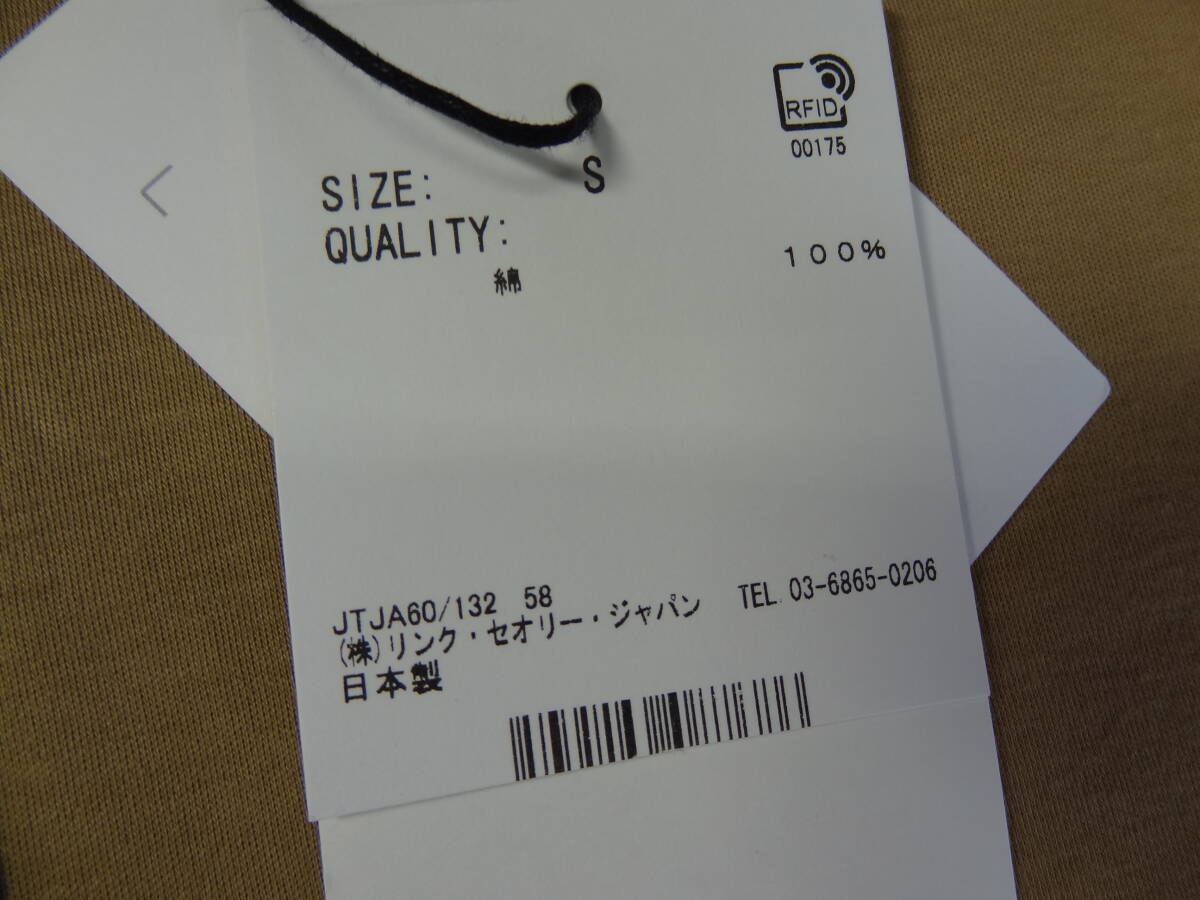 RFID
00175
SIZE: S
QUALITY:
綿 100%
JTJA60/132 58
(株)リンク・セオリー・ジャパン TEL.03-6865-0206
日本製